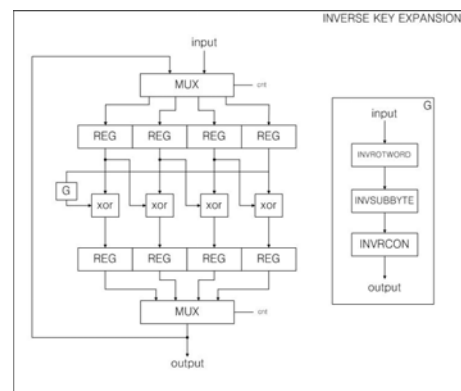 INVERSE KEY EXPANSION
input
MUX
cnt
REG REG REG REG
G
xor xor xor xor
REG REG REG REG
MUX
cnt
output
G
input
INVROTWORD
INVSUBBYTE
INVRCON
output